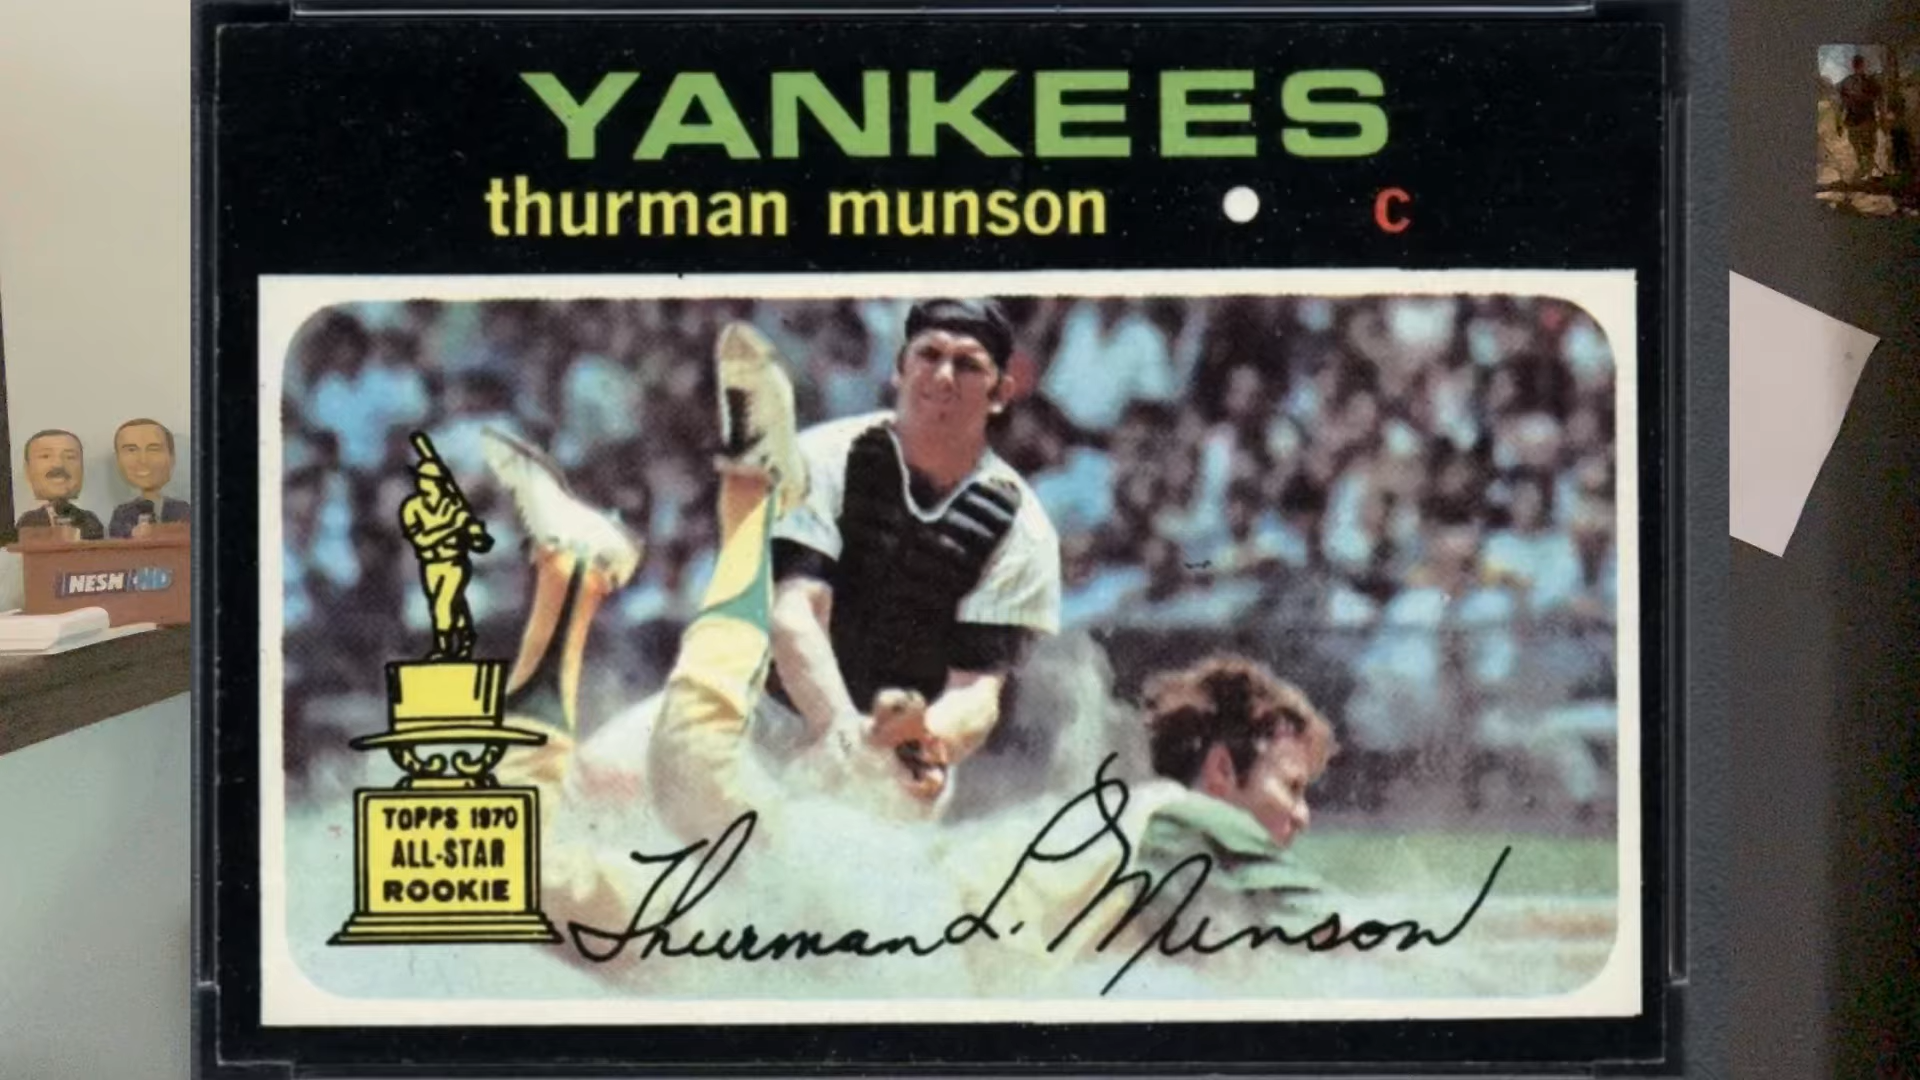 YANKEES
thurman munson • c
TOPPS 1970
ALL-STAR
ROOKIE
Thurman L. Munson
NESN HD